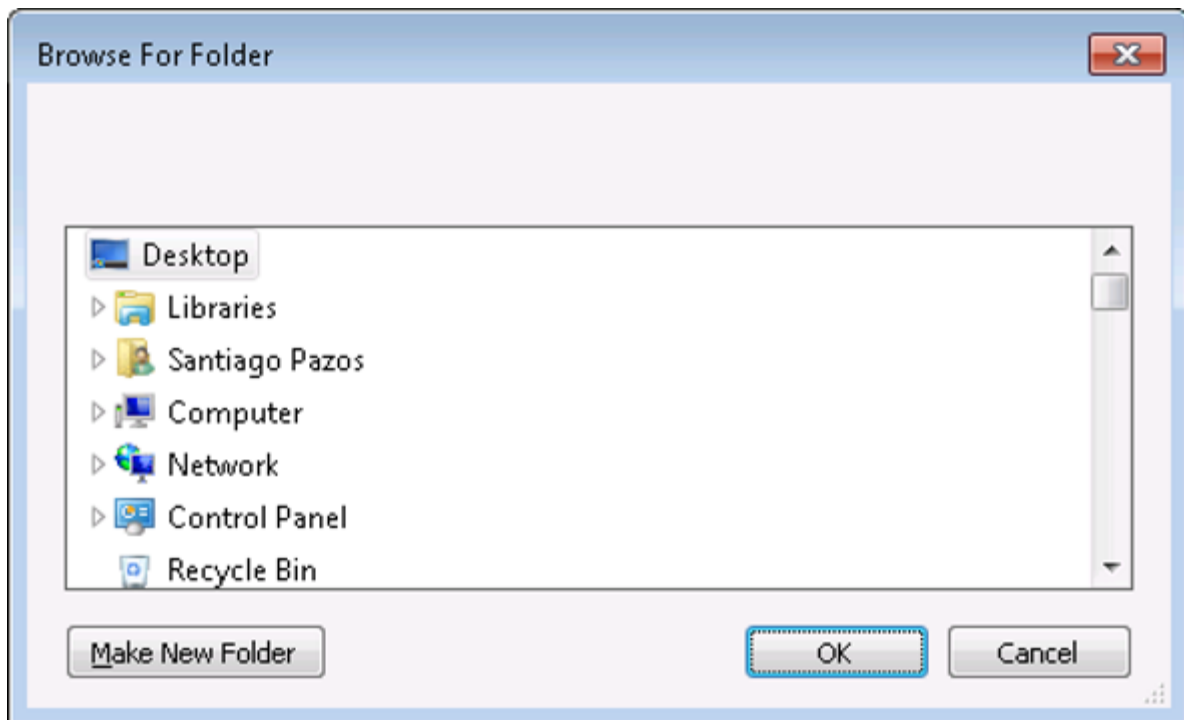 Browse For Folder
Desktop
Libraries
Santiago Pazos
Computer
Network
Control Panel
Recycle Bin
Make New Folder
OK
Cancel